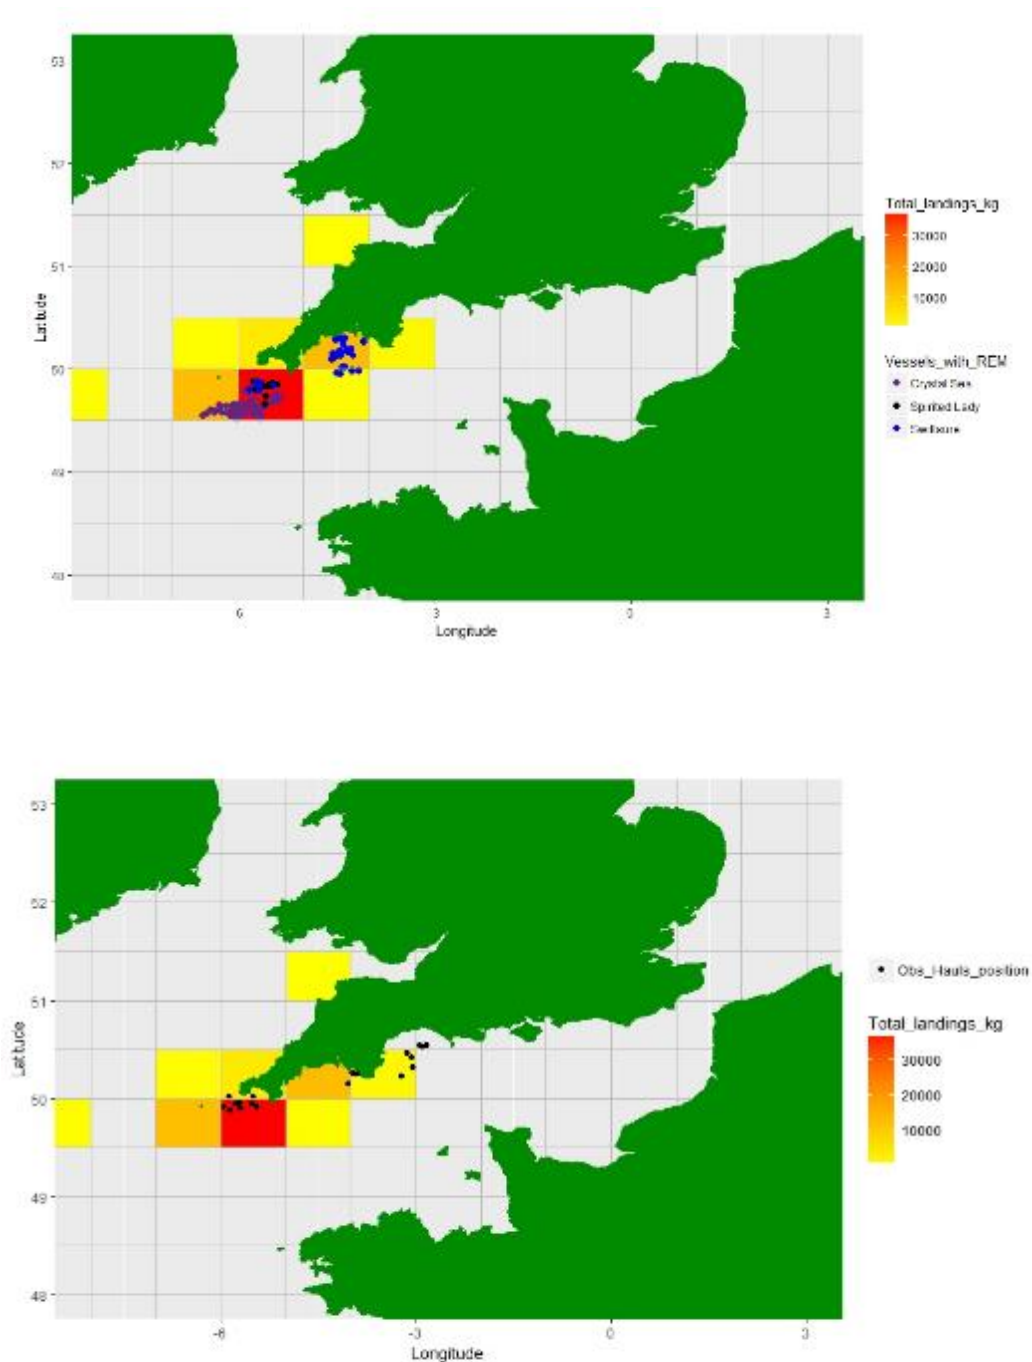 53
52
51
50
49
48
Latitude
6
3
0
3
Longitude
Total_landings_kg
30000
20000
10000
Vessels_with_REM
Crystal Sea
Spirited Lady
53
52
51
50
49
48
Latitude
-6
-3
0
3
Longitude
Obs_Hauls_position
Total_landings_kg
30000
20000
10000